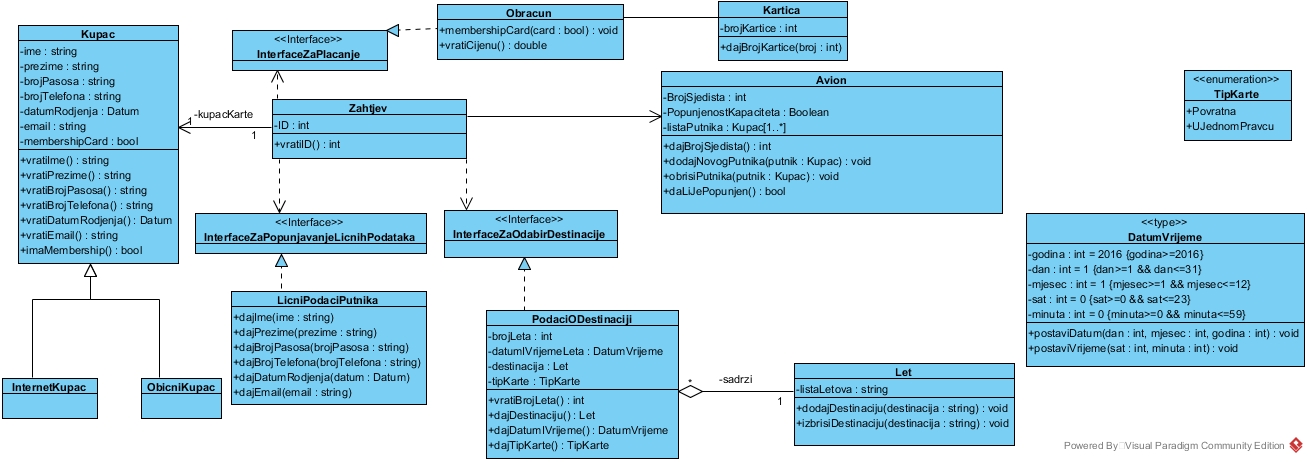 Kupac
-ime : string
-prezime : string
-brojPasosa : string
-brojTelefona : string
-datumRodjenja : Datum
-email : string
-membershipCard : bool
+vratiIme() : string
+vratiPrezime() : string
+vratiBrojPasosa() : string
+vratiBrojTelefona() : string
+vratiDatumRodjenja() : Datum
+vratiEmail() : string
+imaMembership() : bool
<<Interface>>
InterfaceZaPlacanje
Obracun
+membershipCard(card : bool) : void
+vratiCijenu() : double
Kartica
-brojKartice : int
+dajBrojKartice(broj : int)
-kupacKarte
1
1
Zahtjev
-ID : int
+vratiID() : int
Avion
-BrojSjedista : int
-PopunjenostKapaciteta : Boolean
-listaPutnika : Kupac[1..*]
+dajBrojSjedista() : int
+dodajNovogPutnika(putnik : Kupac) : void
+obrisiPutnika(putnik : Kupac) : void
+daLiJePopunjen() : bool
<<enumeration>>
TipKarte
+Povratna
+UJednomPravcu
<<Interface>>
InterfaceZaPopunjavanjeLicnihPodataka
<<Interface>>
InterfaceZaOdabirDestinacije
<<type>>
DatumVrijeme
-godina : int = 2016 {godina>=2016}
-dan : int = 1 {dan>=1 && dan<=31}
-mjesec : int = 1 {mjesec>=1 && mjesec<=12}
-sat : int = 0 {sat>=0 && sat<=23}
-minuta : int = 0 {minuta>=0 && minuta<=59}
+postaviDatum(dan : int, mjesec : int, godina : int) : void
+postaviVrijeme(sat : int, minuta : int) : void
LicniPodaciPutnika
+dajIme(ime : string)
+dajPrezime(prezime : string)
+dajBrojPasosa(brojPasosa : string)
+dajBrojTelefona(brojTelefona : string)
+dajDatumRodjenja(datum : Datum)
+dajEmail(email : string)
InternetKupac
ObicniKupac
PodaciODestinaciji
-brojLeta : int
-datumIVrijemeLeta : DatumVrijeme
-destinacija : Let
-tipKarte : TipKarte
+vratiBrojLeta() : int
+dajDestinaciju() : Let
+dajDatumIVrijeme() : DatumVrijeme
+dajTipKarte() : TipKarte
*
-sadrzi
1
Let
-listaLetova : string
+dodajDestinaciju(destinacija : string) : void
+izbrisiDestinaciju(destinacija : string) : void
Powered By Visual Paradigm Community Edition